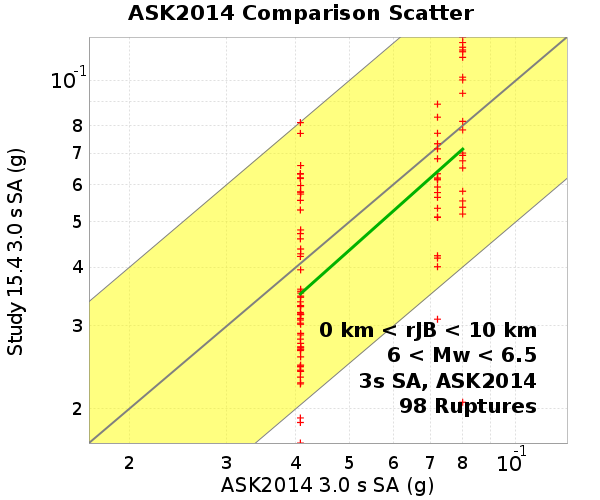 ASK2014 Comparison Scatter
Study 15.4 3.0 s SA (g)
10⁻¹
8
7
6
5
4
3
2
0 km < rJB < 10 km
6 < Mw < 6.5
3s SA, ASK2014
98 Ruptures
2 3 4 5 6 7 8 10⁻¹
ASK2014 3.0 s SA (g)